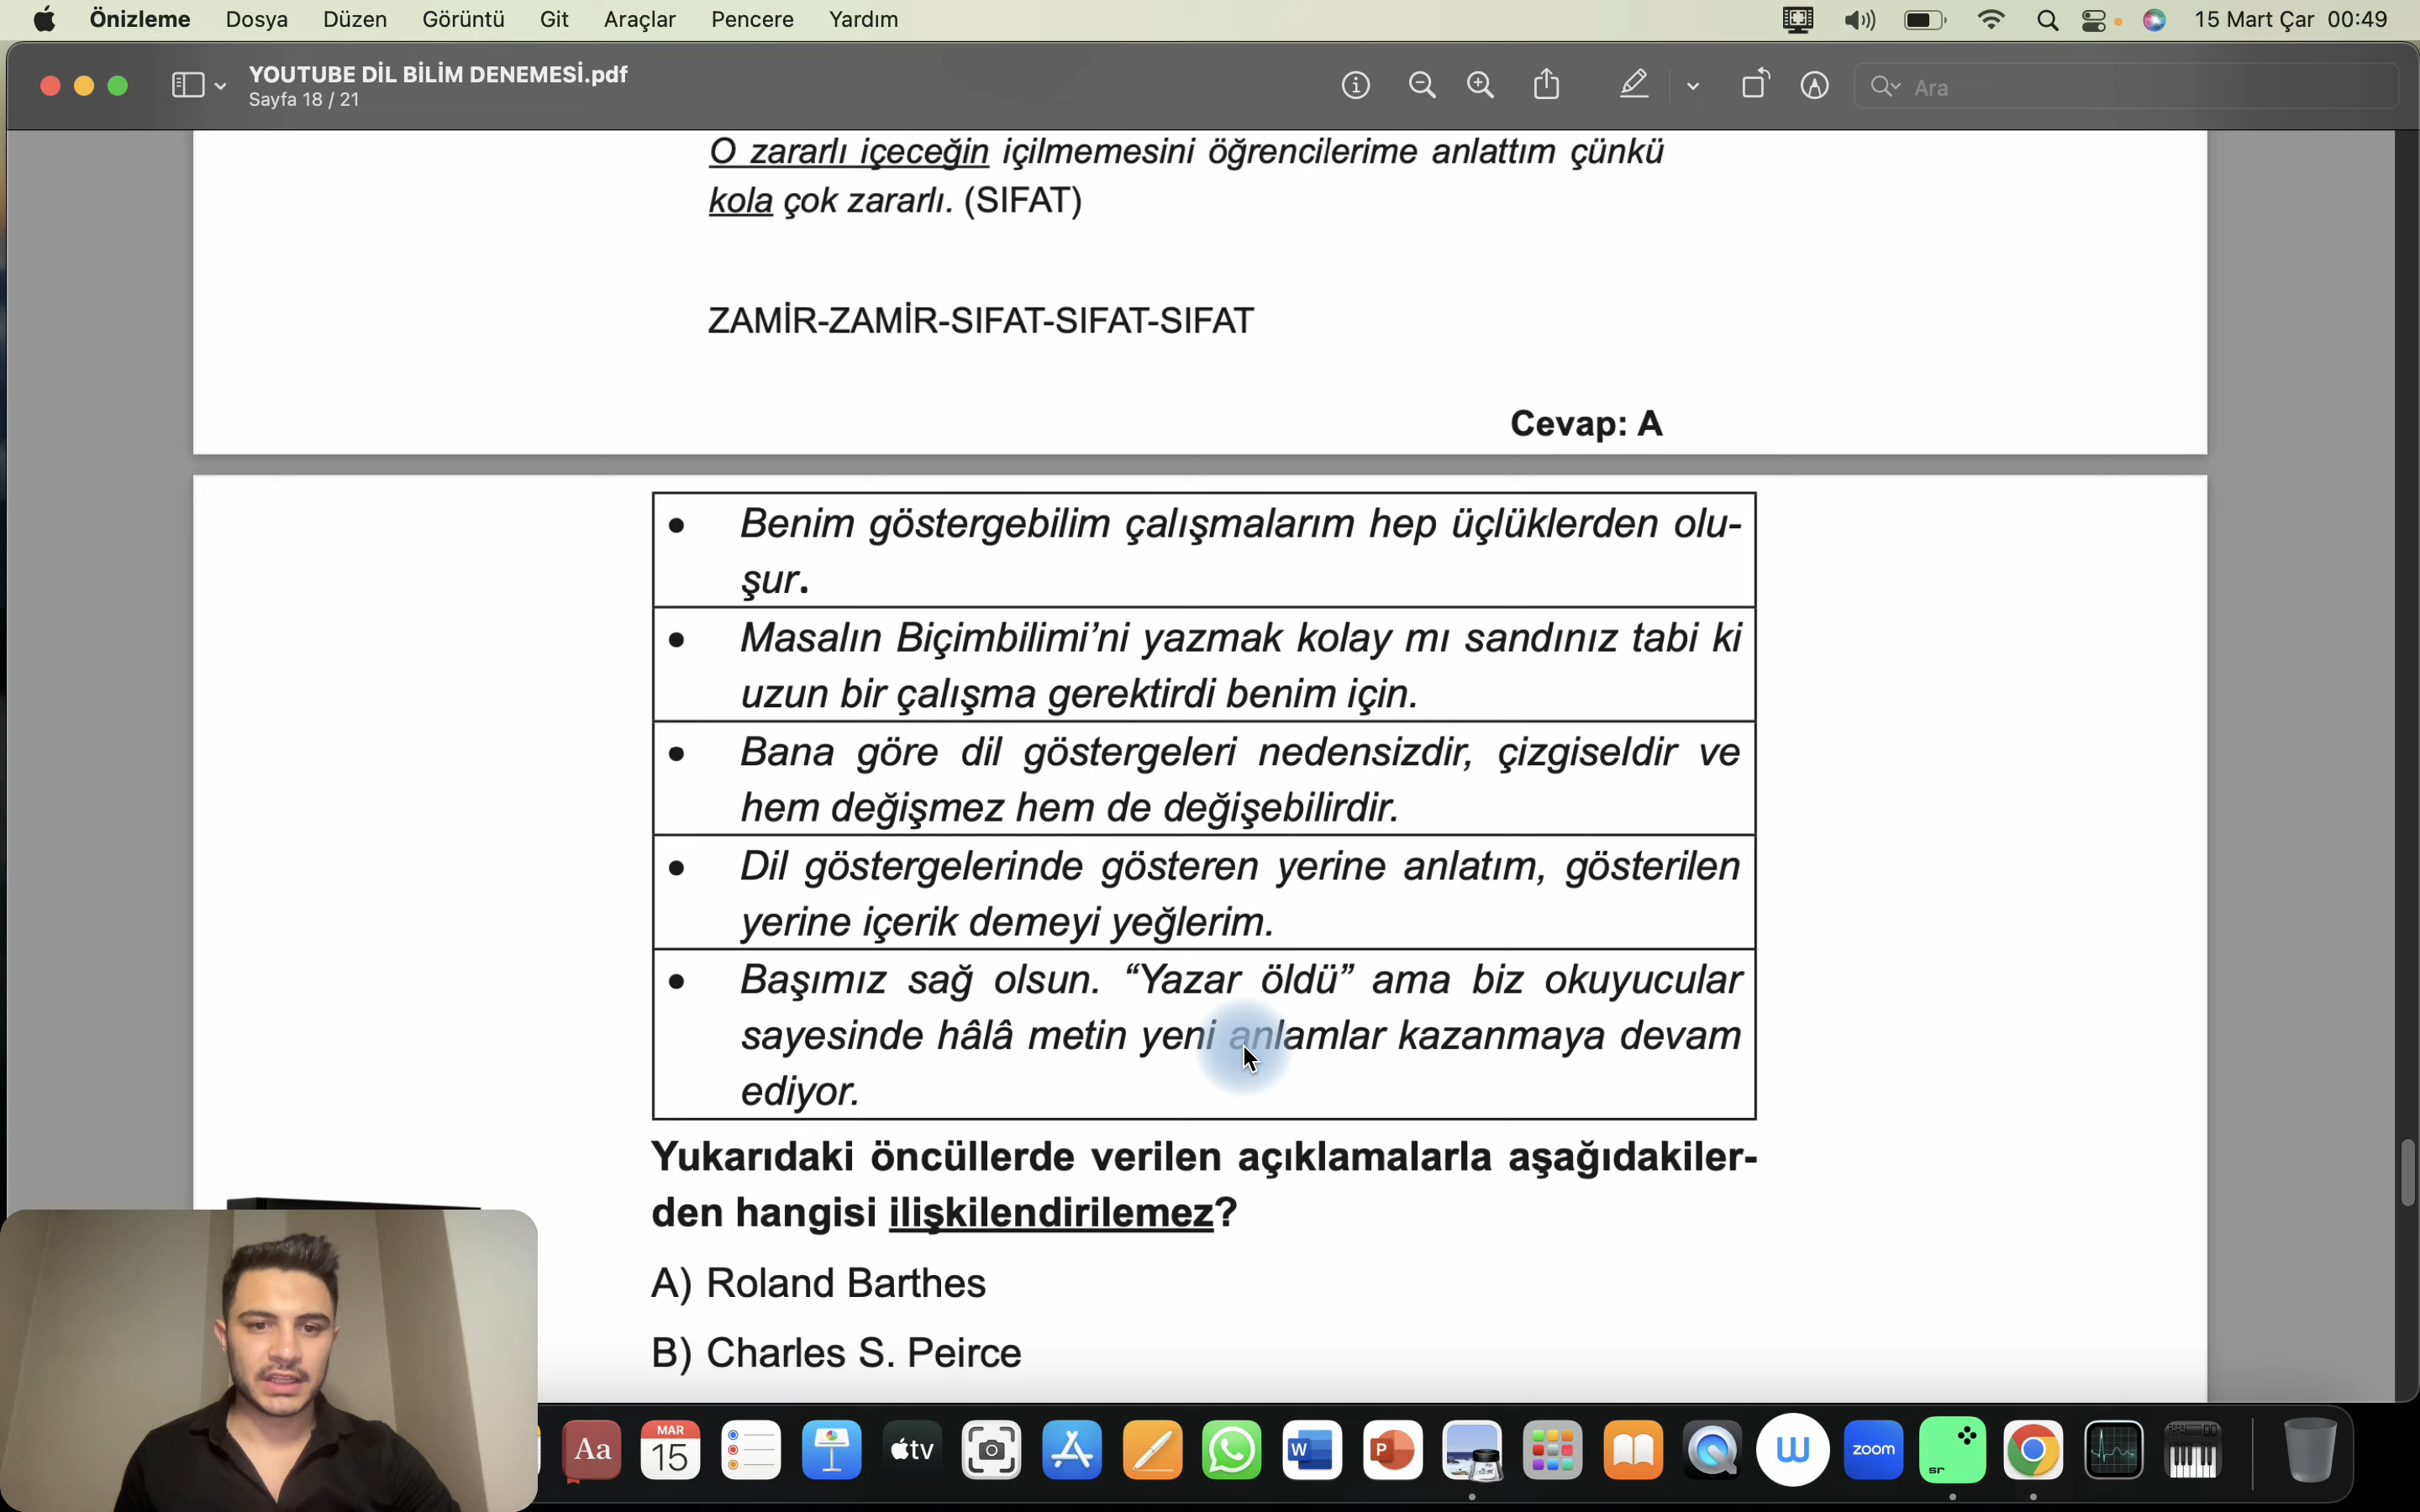 Önizleme Dosya Düzen Görüntü Git Araçlar Pencere Yardım 15 Mart Çar 00:49
YOUTUBE DİL BİLİM DENEMESİ.pdf
Sayfa 18 / 21
Ara
O zararlı içeceğin içilmemesini öğrencilerime anlattım çünkü
kola çok zararlı. (SIFAT)
ZAMİR-ZAMİR-SIFAT-SIFAT-SIFAT
Cevap: A
• Benim göstergebilim çalışmalarım hep üçlüklerden olu-
şur.
• Masalın Biçimbilimi’ni yazmak kolay mı sandınız tabi ki
uzun bir çalışma gerektirdi benim için.
• Bana göre dil göstergeleri nedensizdir, çizgiseldir ve
hem değişmez hem de değişebilirdir.
• Dil göstergelerinde gösteren yerine anlatım, gösterilen
yerine içerik demeyi yeğlerim.
• Başımız sağ olsun. “Yazar öldü” ama biz okuyucular
sayesinde hâlâ metin yeni anlamlar kazanmaya devam
ediyor.
Yukarıdaki öncüllerde verilen açıklamalarla aşağıdakiler-
den hangisi ilişkilendirilemez?
A) Roland Barthes
B) Charles S. Peirce
Aa
MAR
15
tv
W
P
W
zoom
sr